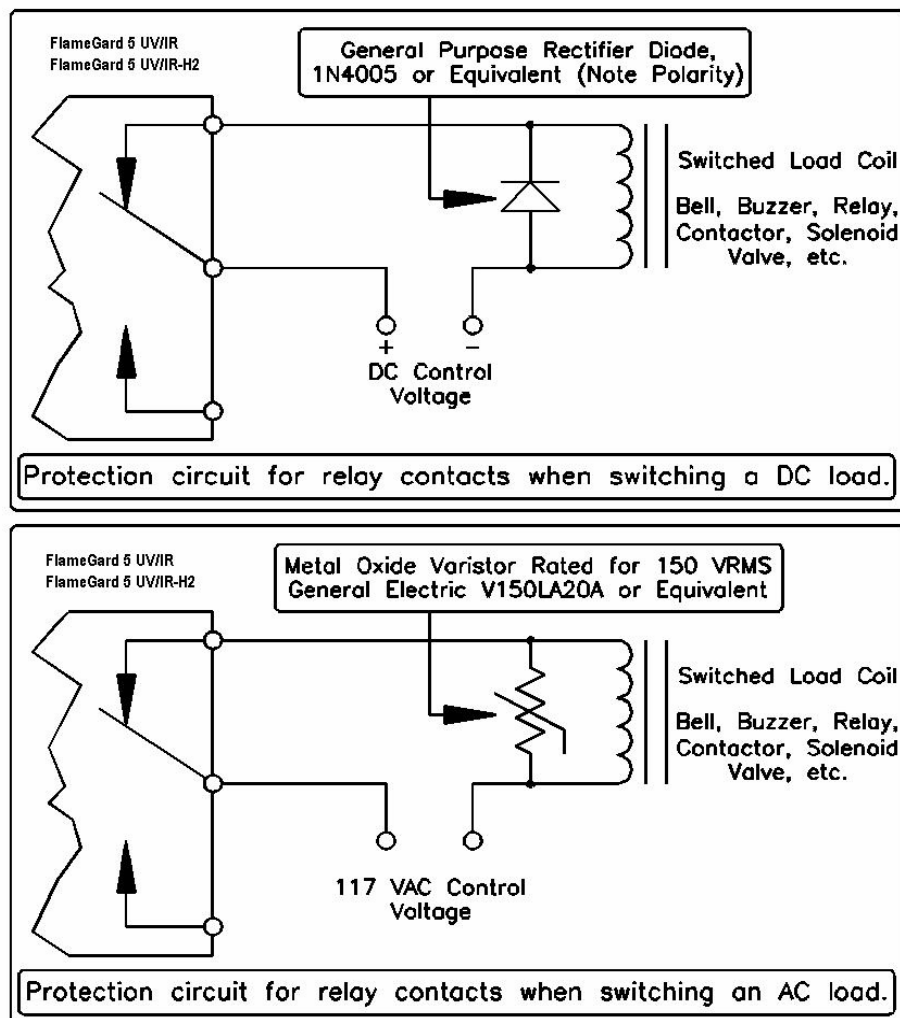 FlameGard 5 UV/IR
FlameGard 5 UV/IR-H2
General Purpose Rectifier Diode,
1N4005 or Equivalent (Note Polarity)
Switched Load Coil
Bell, Buzzer, Relay,
Contactor, Solenoid
Valve, etc.
+ −
DC Control
Voltage
Protection circuit for relay contacts when switching a DC load.
FlameGard 5 UV/IR
FlameGard 5 UV/IR-H2
Metal Oxide Varistor Rated for 150 VRMS
General Electric V150LA20A or Equivalent
Switched Load Coil
Bell, Buzzer, Relay,
Contactor, Solenoid
Valve, etc.
117 VAC Control
Voltage
Protection circuit for relay contacts when switching an AC load.